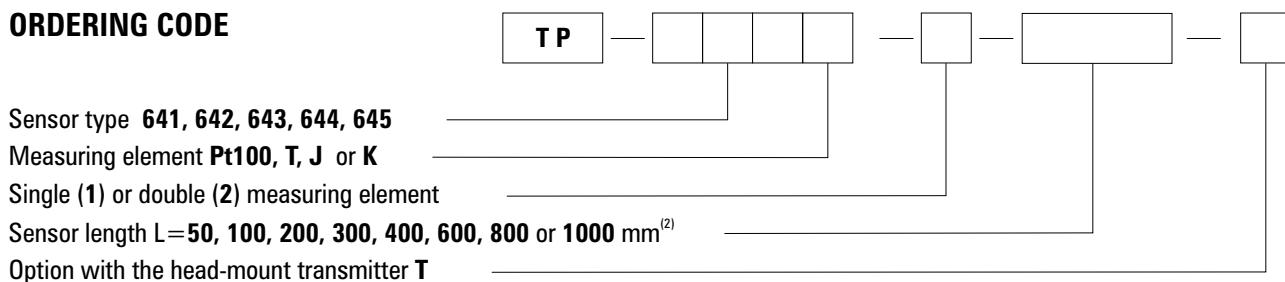 ORDERING CODE
T P
Sensor type 641, 642, 643, 644, 645
Measuring element Pt100, T, J or K
Single (1) or double (2) measuring element
Sensor length L=50, 100, 200, 300, 400, 600, 800 or 1000 mm(2)
Option with the head-mount transmitter T